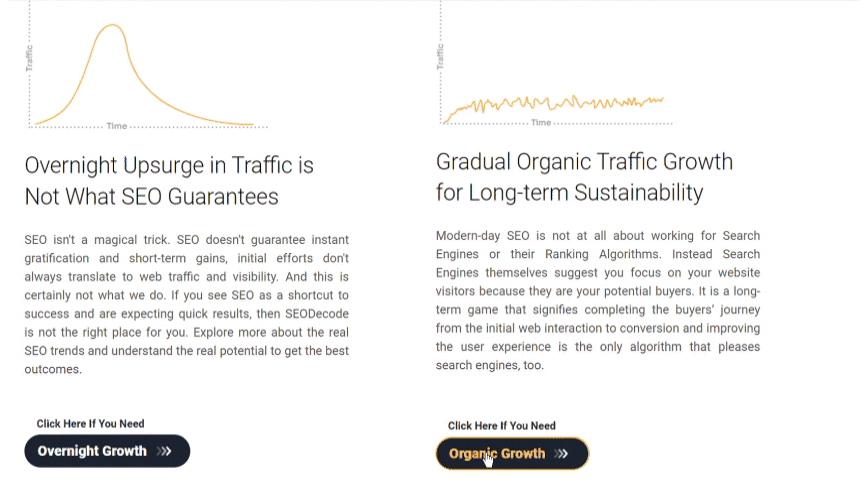 Traffic
Time
Overnight Upsurge in Traffic is
Not What SEO Guarantees
SEO isn't a magical trick. SEO doesn't guarantee instant
gratification and short-term gains, initial efforts don't
always translate to web traffic and visibility. And this is
certainly not what we do. If you see SEO as a shortcut to
success and are expecting quick results, then SEODecode
is not the right place for you. Explore more about the real
SEO trends and understand the real potential to get the best
outcomes.
Click Here If You Need
Overnight Growth
Traffic
Time
Gradual Organic Traffic Growth
for Long-term Sustainability
Modern-day SEO is not at all about working for Search
Engines or their Ranking Algorithms. Instead Search
Engines themselves suggest you focus on your website
visitors because they are your potential buyers. It is a long-
term game that signifies completing the buyers' journey
from the initial web interaction to conversion and improving
the user experience is the only algorithm that pleases
search engines, too.
Click Here If You Need
Organic Growth